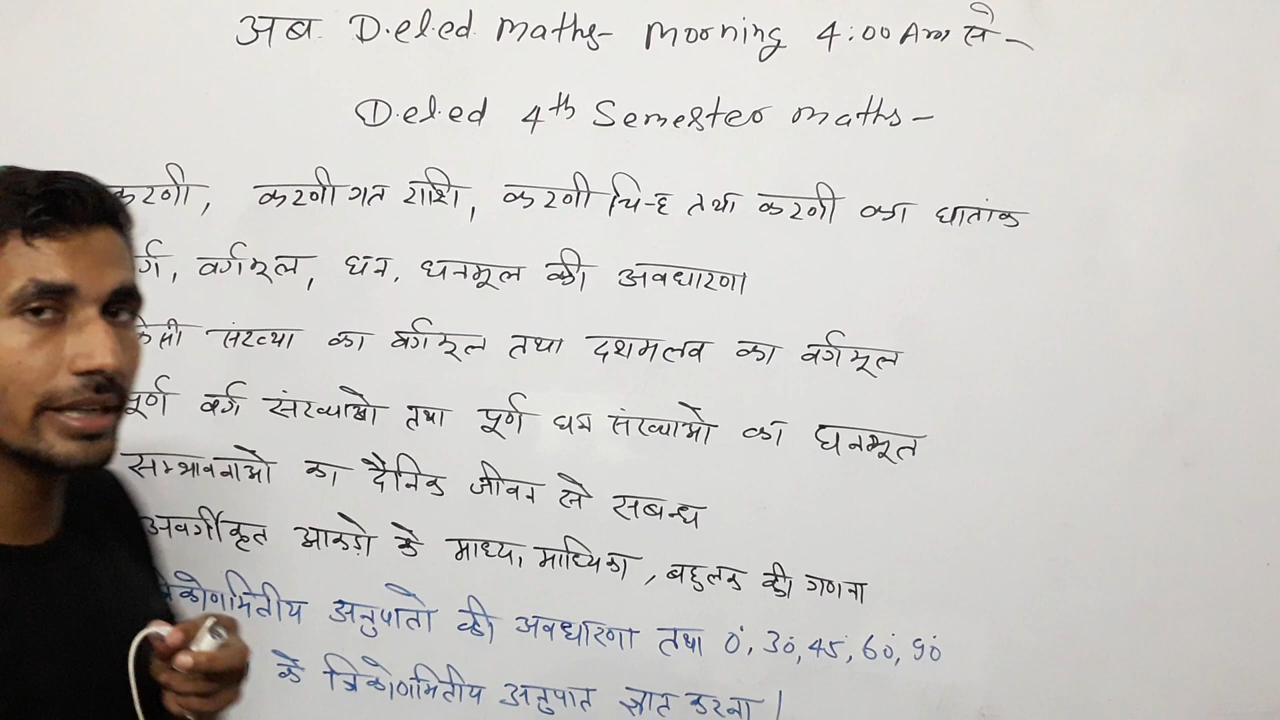 अब D.el.ed maths- morning 4:00 Am से -
D.el.ed 4th Semester maths -
करणी, करणीगत राशि, करणी चिन्ह तथा करणी का घातांक
र्ग, वर्गमूल, घन, घनमूल की अवधारणा
केसी संख्या का वर्गमूल तथा दशमलव का वर्गमूल
पूर्ण वर्ग संख्याओ तथा पूर्ण घन संख्याओ का घनमूल
सम्भावनाओ का दैनिक जीवन से सबन्ध
अवर्गीकृत आकड़ो के माध्य, माध्यिका, बहुलक की गणना
त्रिकोणमितीय अनुपातो की अवधारणा तथा 0°, 30°, 45°, 60°, 90°
के त्रिकोणमितीय अनुपात ज्ञात करना।